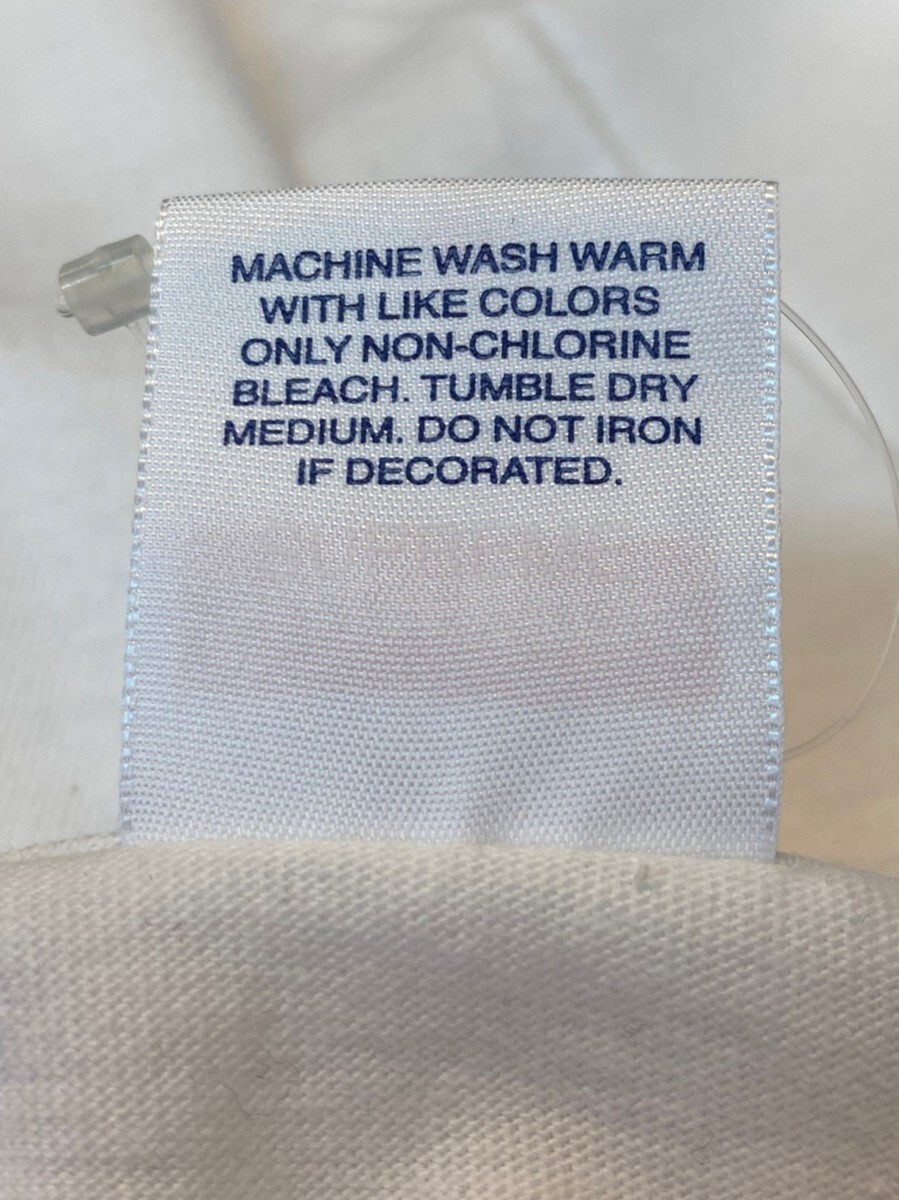 MACHINE WASH WARM
WITH LIKE COLORS
ONLY NON-CHLORINE
BLEACH. TUMBLE DRY
MEDIUM. DO NOT IRON
IF DECORATED.